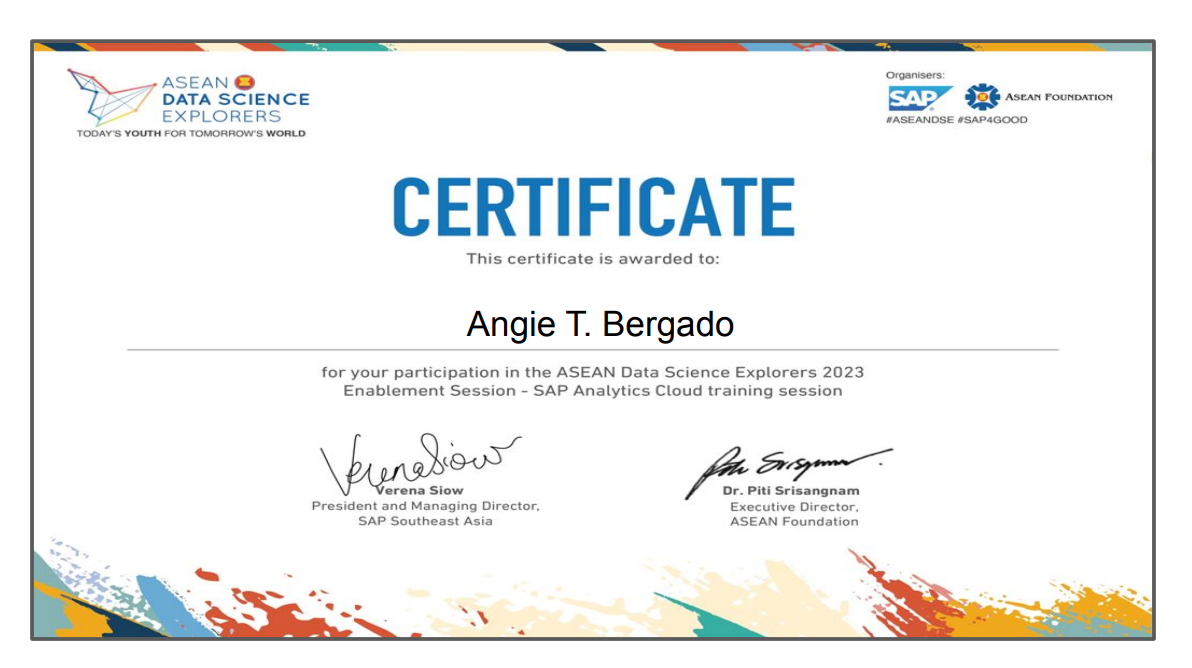 ASEAN
DATA SCIENCE
EXPLORERS
TODAY'S YOUTH FOR TOMORROW'S WORLD
Organisers:
SAP
ASEAN FOUNDATION
#ASEANDSE #SAP4GOOD
CERTIFICATE
This certificate is awarded to:
Angie T. Bergado
for your participation in the ASEAN Data Science Explorers 2023
Enablement Session - SAP Analytics Cloud training session
Verena Siow
Verena Siow
President and Managing Director,
SAP Southeast Asia
Dr. Piti Srisangnam
Executive Director,
ASEAN Foundation